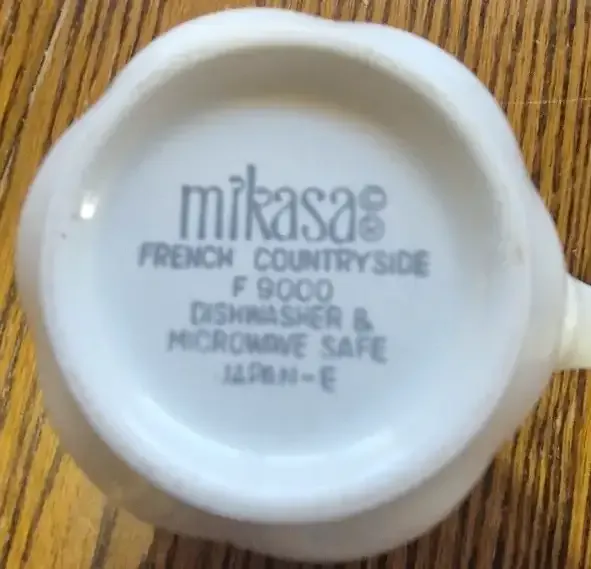 mikasa © ®
FRENCH COUNTRYSIDE
F 9000
DISHWASHER &
MICROWAVE SAFE
JAPAN-E